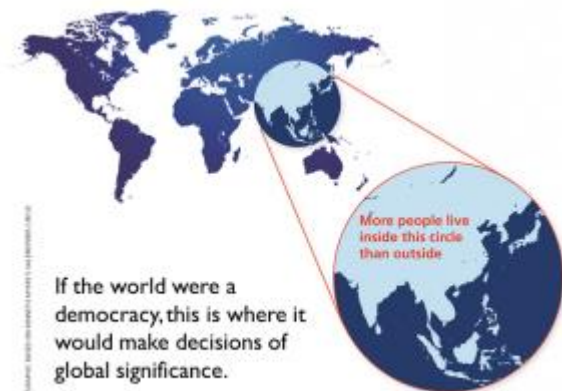 More people live
inside this circle
than outside
If the world were a
democracy, this is where it
would make decisions of
global significance.